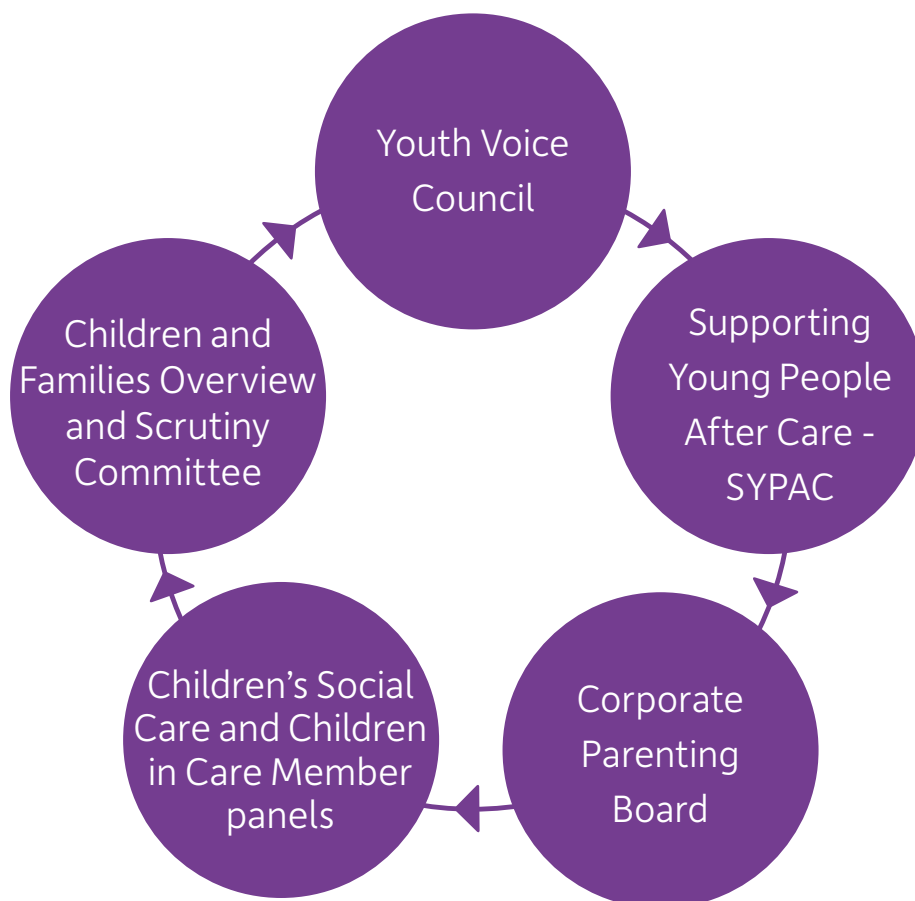 Youth Voice
Council
Supporting
Young People
After Care -
SYPAC
Corporate
Parenting
Board
Children’s Social
Care and Children
in Care Member
panels
Children and
Families Overview
and Scrutiny
Committee